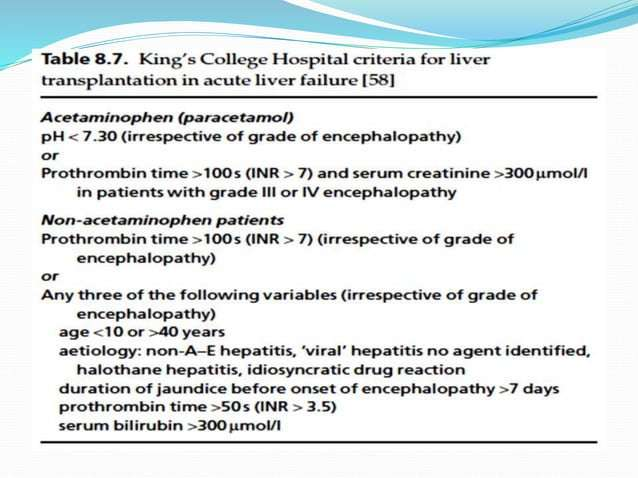 Table 8.7. King's College Hospital criteria for liver
transplantation in acute liver failure [58]
Acetaminophen (paracetamol)
pH < 7.30 (irrespective of grade of encephalopathy)
or
Prothrombin time >100 s (INR > 7) and serum creatinine >300 µmol/l
in patients with grade III or IV encephalopathy
Non-acetaminophen patients
Prothrombin time >100 s (INR > 7) (irrespective of grade of
encephalopathy)
or
Any three of the following variables (irrespective of grade of
encephalopathy)
age <10 or >40 years
aetiology: non-A–E hepatitis, 'viral' hepatitis no agent identified,
halothane hepatitis, idiosyncratic drug reaction
duration of jaundice before onset of encephalopathy >7 days
prothrombin time >50 s (INR > 3.5)
serum bilirubin >300 µmol/l